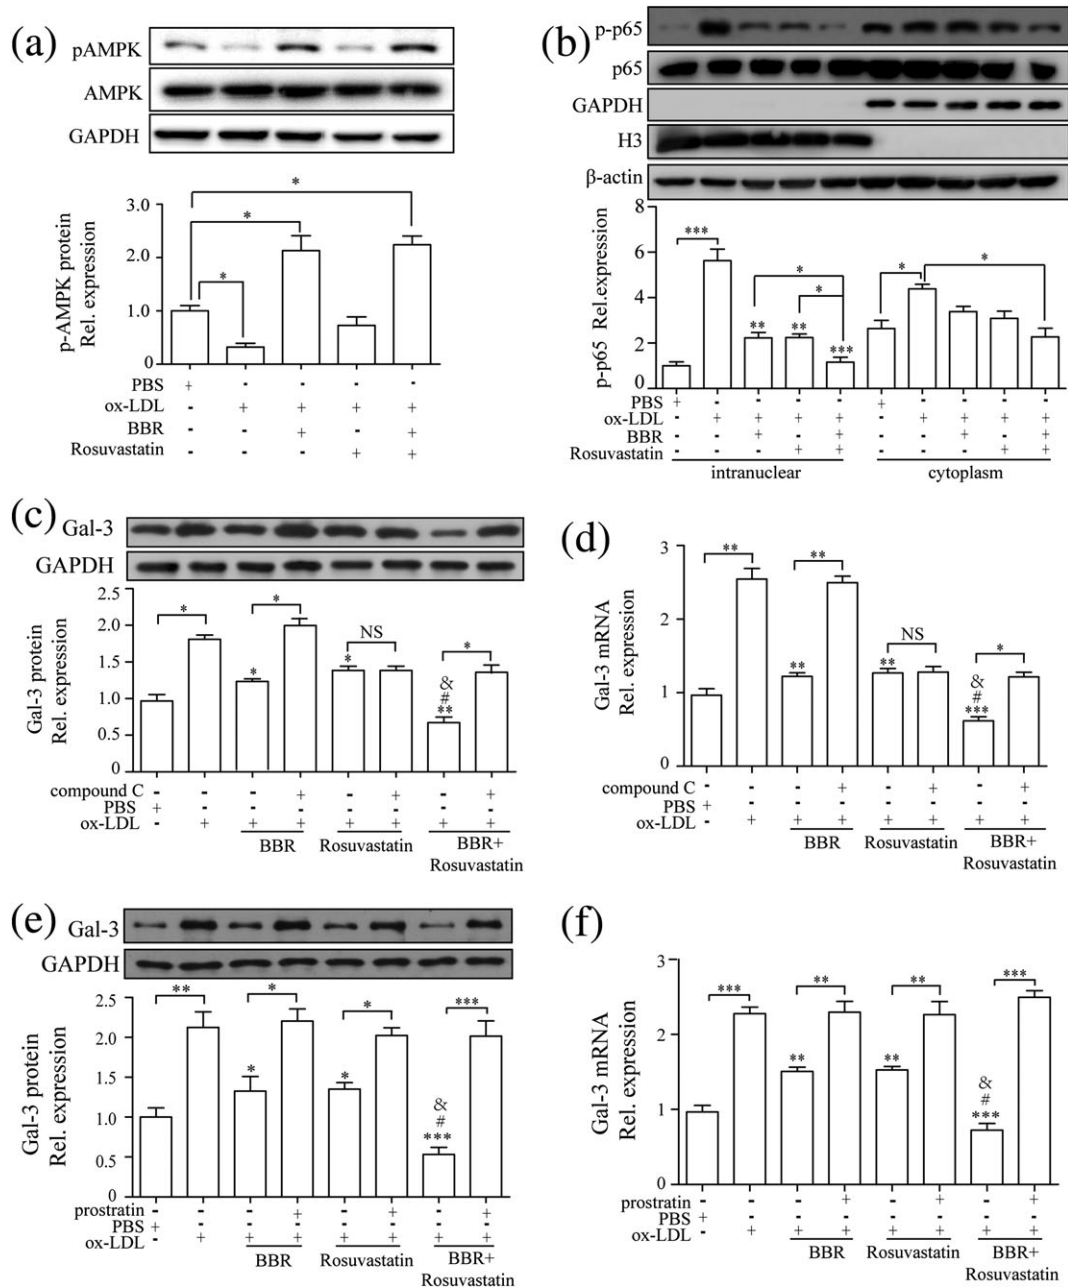 (a)
pAMPK
AMPK
GAPDH
p-AMPK protein
Rel. expression
3.0
2.0
1.0
0
*
*
*
PBS + - - - -
ox-LDL - + + + +
BBR - - + - +
Rosuvastatin - - - + +
(b)
p-p65
p65
GAPDH
H3
β-actin
p-p65 Rel.expression
8
6
4
2
0
***
*
*
**
**
***
*
*
PBS + - - - - + - - - -
ox-LDL - + + + + - + + + +
BBR - - + - + - - + - +
Rosuvastatin - - - + + - - - + +
intranuclear
cytoplasm
(c)
Gal-3
GAPDH
Gal-3 protein
Rel. expression
2.5
2.0
1.5
1.0
0.5
0
*
*
NS
*
*
*
&
#
**
compound C - - - + - + - +
PBS + - - - - - - -
ox-LDL - + + + + + + +
BBR
Rosuvastatin
BBR+
Rosuvastatin
(d)
Gal-3 mRNA
Rel. expression
3
2
1
0
**
**
NS
*
**
**
&
#
***
compound C - - - + - + - +
PBS + - - - - - - -
ox-LDL - + + + + + + +
BBR
Rosuvastatin
BBR+
Rosuvastatin
(e)
Gal-3
GAPDH
Gal-3 protein
Rel. expression
2.5
2.0
1.5
1.0
0.5
0
**
*
*
***
*
*
&
#
***
prostratin - - - + - + - +
PBS + - - - - - - -
ox-LDL - + + + + + + +
BBR
Rosuvastatin
BBR+
Rosuvastatin
(f)
Gal-3 mRNA
Rel. expression
3
2
1
0
***
**
**
***
**
**
&
#
***
prostratin - - - + - + - +
PBS + - - - - - - -
ox-LDL - + + + + + + +
BBR
Rosuvastatin
BBR+
Rosuvastatin